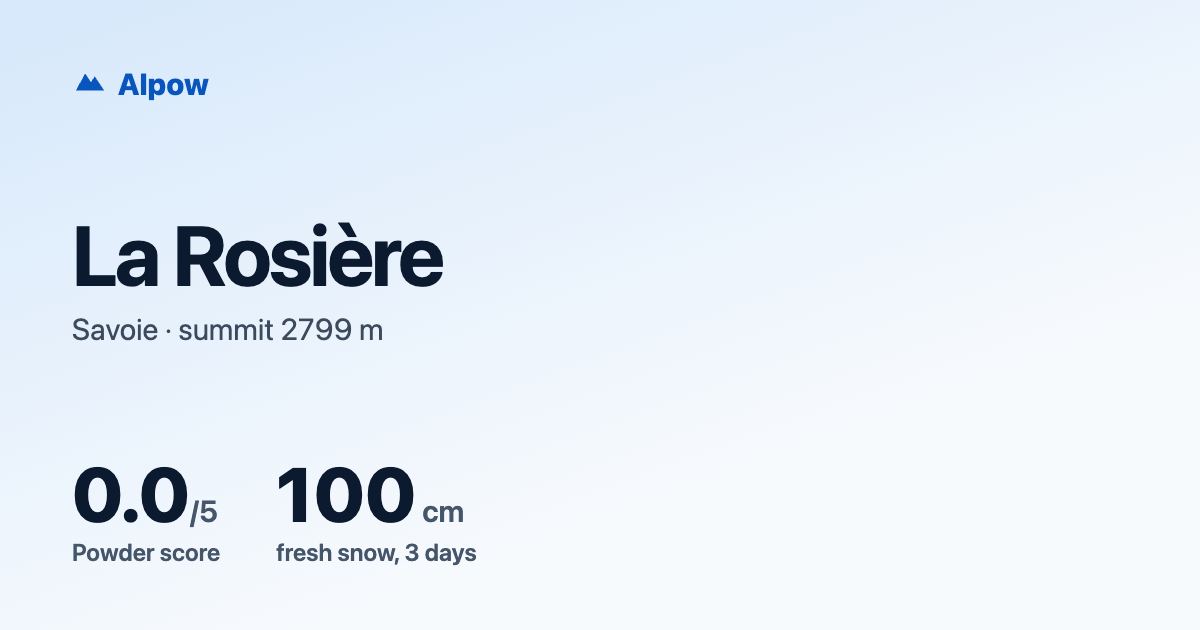 Alpow
La Rosière
Savoie · summit 2799 m
0.0/5 100 cm
Powder score fresh snow, 3 days